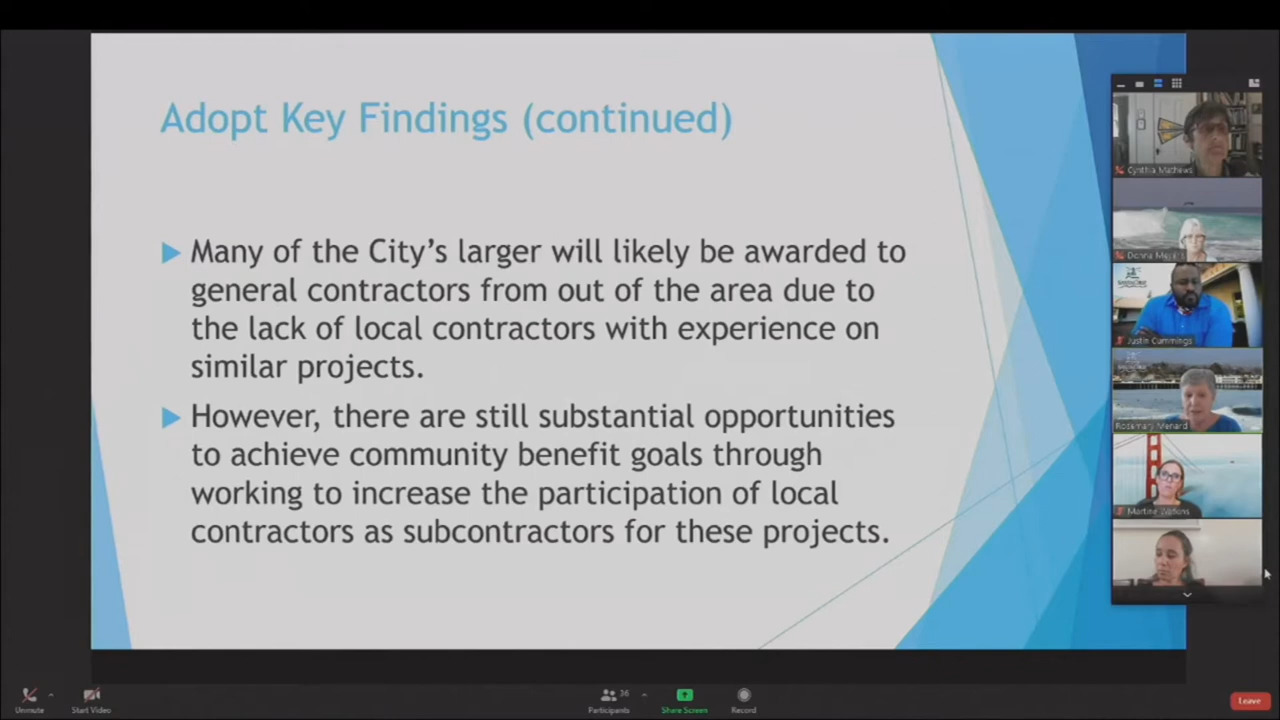 Adopt Key Findings (continued)
Many of the City's larger will likely be awarded to
general contractors from out of the area due to
the lack of local contractors with experience on
similar projects.
However, there are still substantial opportunities
to achieve community benefit goals through
working to increase the participation of local
contractors as subcontractors for these projects.
Cynthia Mathews
Donna Meyers
Justin Cummings
Rosemary Menard
Martine Watkins
Unmute
Start Video
Participants
36
Share Screen
Record
Leave